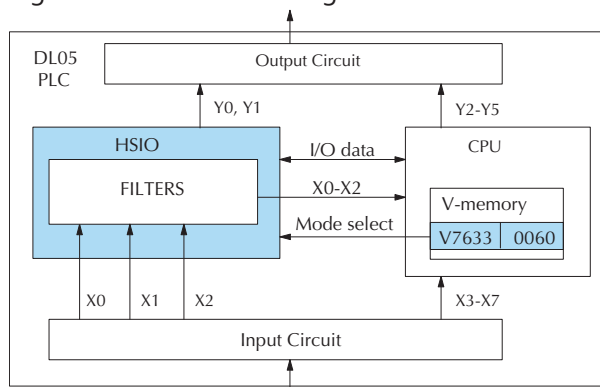 DL05
PLC
Output Circuit
Y0, Y1
Y2-Y5
HSIO
I/O data
CPU
FILTERS
X0-X2
V-memory
Mode select
V7633 0060
X0
X1
X2
X3-X7
Input Circuit